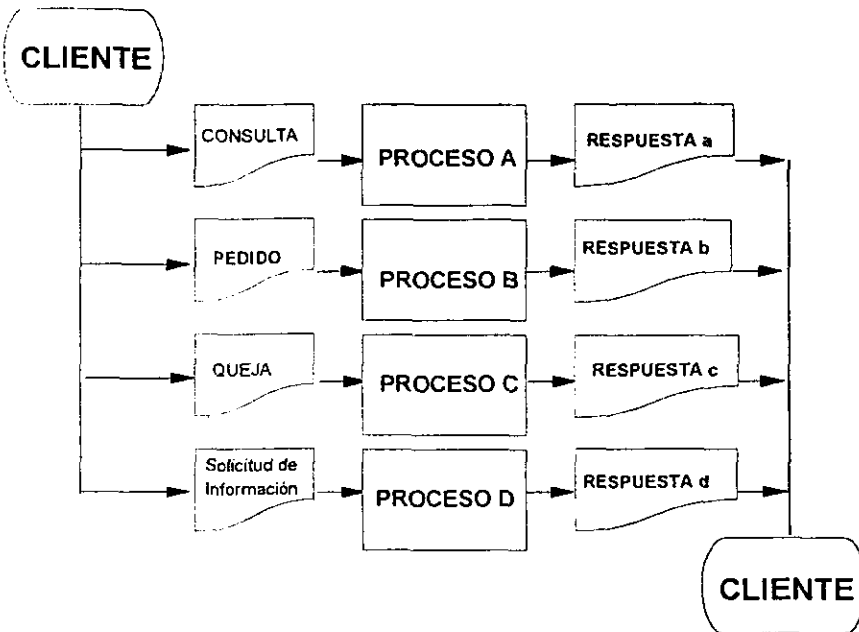 CLIENTE
CONSULTA
PROCESO A
RESPUESTA a
PEDIDO
PROCESO B
RESPUESTA b
QUEJA
PROCESO C
RESPUESTA c
Solicitud de
Información
PROCESO D
RESPUESTA d
CLIENTE